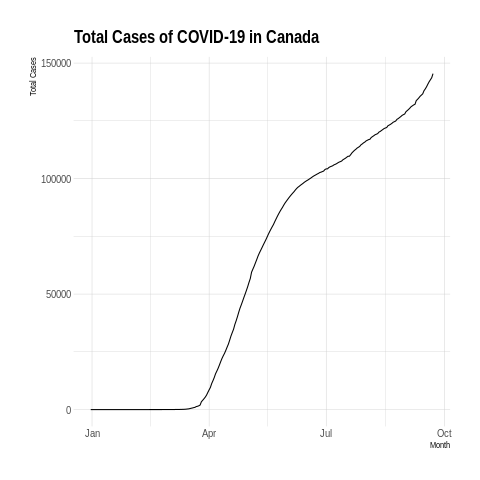 Total Cases of COVID-19 in Canada
Total Cases
150000
100000
50000
0
Jan Apr Jul Oct
Month